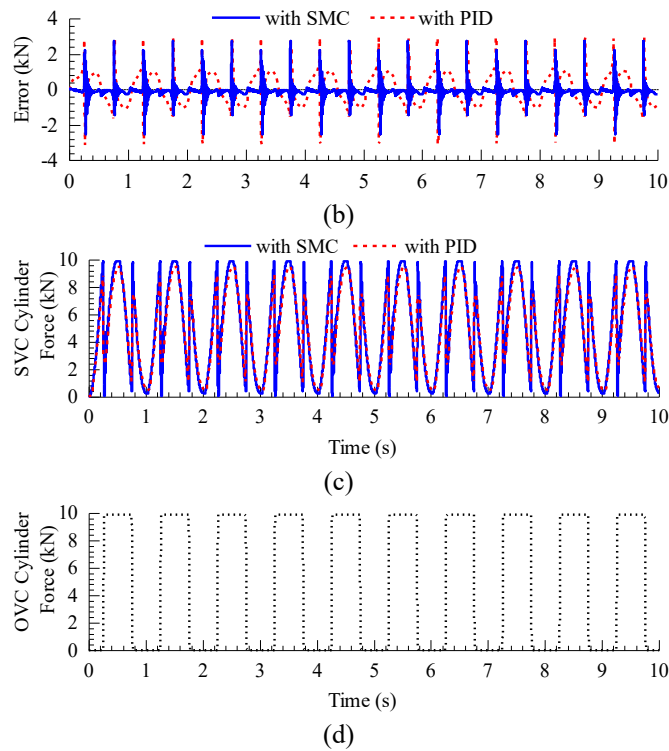 with SMC with PID
Error (kN)
4
2
0
-2
-4
0 1 2 3 4 5 6 7 8 9 10
(b)
with SMC with PID
SVC Cylinder
Force (kN)
10
8
6
4
2
0
0 1 2 3 4 5 6 7 8 9 10
Time (s)
(c)
OVC Cylinder
Force (kN)
10
8
6
4
2
0
0 1 2 3 4 5 6 7 8 9 10
Time (s)
(d)